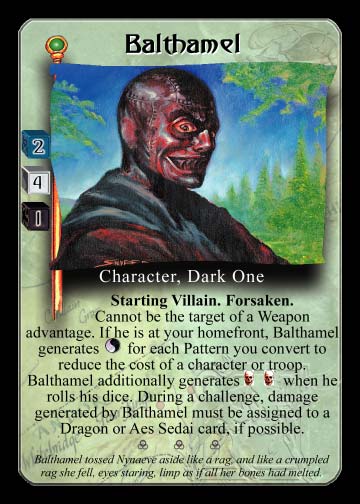 Balthamel
2
4
0
Character, Dark One
Starting Villain. Forsaken.
Cannot be the target of a Weapon
advantage. If he is at your homefront, Balthamel
generates for each Pattern you convert to
reduce the cost of a character or troop.
Balthamel additionally generates when he
rolls his dice. During a challenge, damage
generated by Balthamel must be assigned to a
Dragon or Aes Sedai card, if possible.
Balthamel tossed Nynaeve aside like a rag, and like a crumpled
rag she fell, eyes staring, limp as if all her bones had melted.